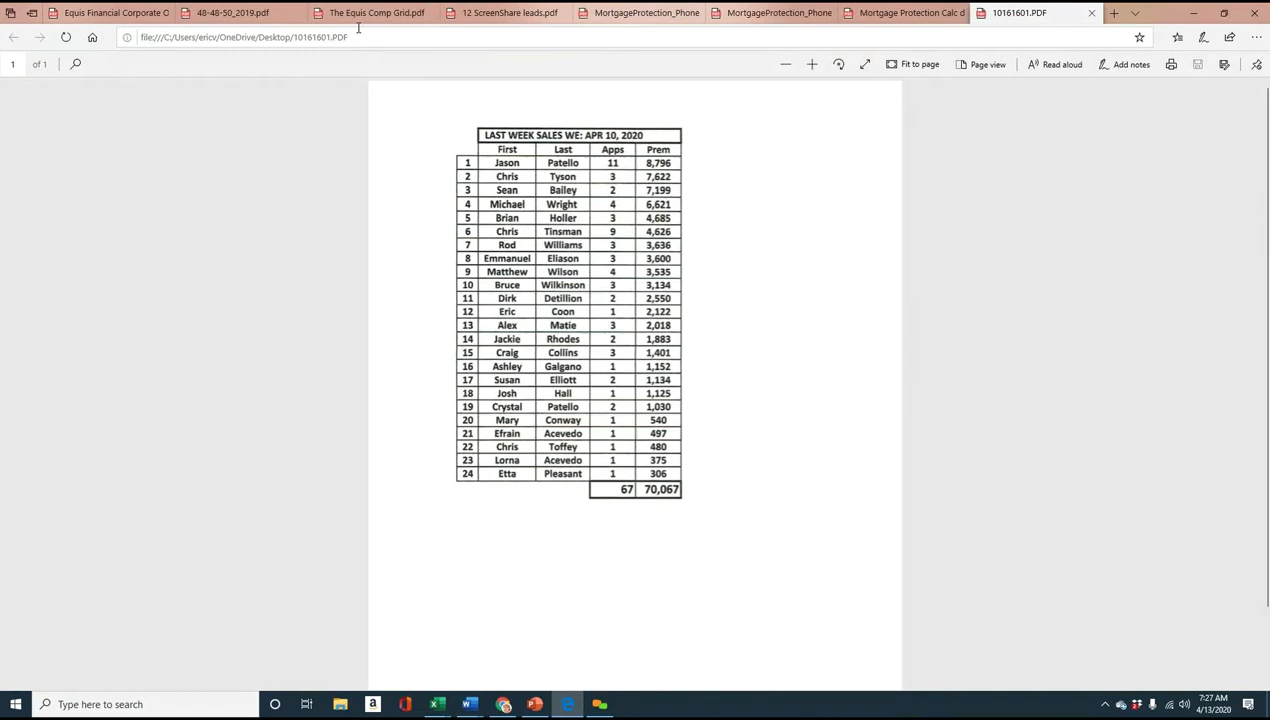 Equis Financial Corporate O
48-48-50_2019.pdf
The Equis Comp Grid.pdf
12 ScreenShare leads.pdf
MortgageProtection_Phone
MortgageProtection_Phone
Mortgage Protection Calc d
10161601.PDF
file:///C:/Users/ericv/OneDrive/Desktop/10161601.PDF
1 of 1 Fit to page Page view Read aloud Add notes
LAST WEEK SALES WE: APR 10, 2020
First Last Apps Prem
1 Jason Patello 11 8,796
2 Chris Tyson 3 7,622
3 Sean Bailey 2 7,199
4 Michael Wright 4 6,621
5 Brian Holler 3 4,685
6 Chris Tinsman 9 4,626
7 Rod Williams 3 3,636
8 Emmanuel Eliason 3 3,600
9 Matthew Wilson 4 3,535
10 Bruce Wilkinson 3 3,134
11 Dirk Detillion 2 2,550
12 Eric Coon 1 2,122
13 Alex Matie 3 2,018
14 Jackie Rhodes 2 1,883
15 Craig Collins 3 1,401
16 Ashley Galgano 1 1,152
17 Susan Elliott 2 1,134
18 Josh Hall 1 1,125
19 Crystal Patello 2 1,030
20 Mary Conway 1 540
21 Efrain Acevedo 1 497
22 Chris Toffey 1 480
23 Lorna Acevedo 1 375
24 Etta Pleasant 1 306
67 70,067
Type here to search
7:27 AM
4/13/2020